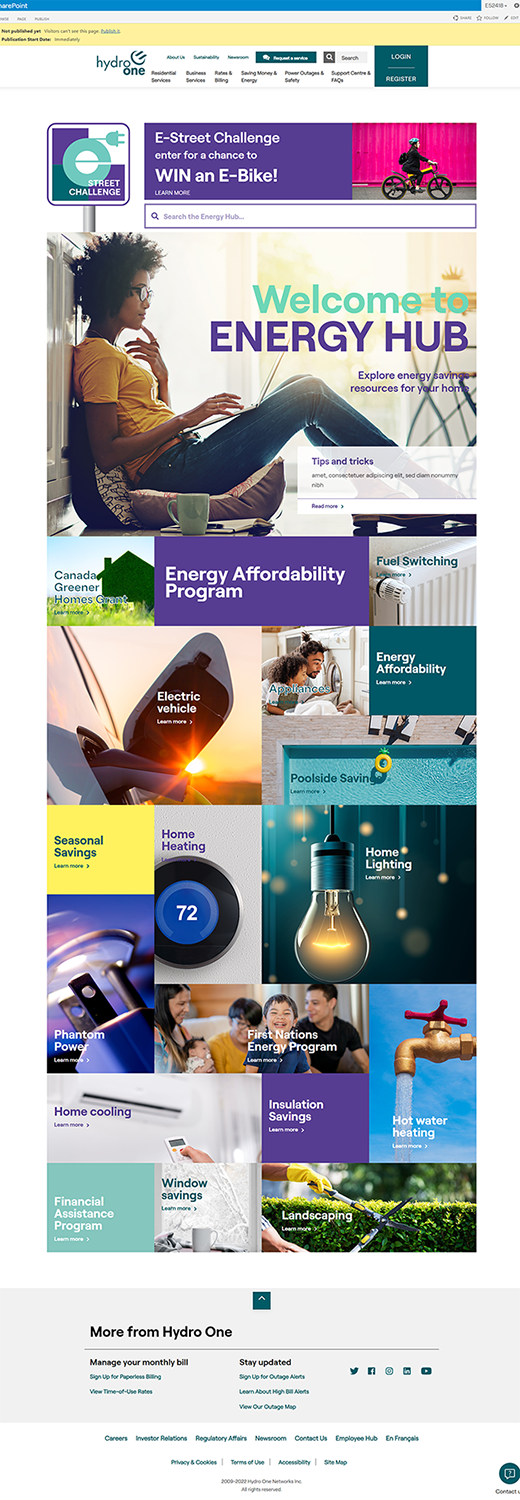 SharePoint
ES2418
PAGE PUBLISH
SHARE FOLLOW EDIT
Not published yet Visitors can't see this page. Publish it.
Publication Start Date: Immediately
hydro
one
About Us Sustainability Newsroom Request a service Search
LOGIN
REGISTER
Residential
Services
Business
Services
Rates &
Billing
Saving Money &
Energy
Power Outages &
Safety
Support Centre &
FAQs
e
STREET
CHALLENGE
E-Street Challenge
enter for a chance to
WIN an E-Bike!
LEARN MORE
Search the Energy Hub...
Welcome to
ENERGY HUB
Explore energy savings
resources for your home
Tips and tricks
amet, consectetuer adipiscing elit, sed diam nonummy
nibh
Read more
Canada
Greener
Homes Grant
Learn more
Energy Affordability
Program
Fuel Switching
Learn more
Electric
vehicle
Learn more
Appliances
Energy
Affordability
Learn more
Poolside Savings
Learn more
Seasonal
Savings
Learn more
Home
Heating
Learn more
72
Home
Lighting
Learn more
Phantom
Power
Learn more
First Nations
Energy Program
Learn more
Hot water
heating
Learn more
Home cooling
Learn more
Insulation
Savings
Learn more
Financial
Assistance
Program
Learn more
Window
savings
Learn more
Landscaping
Learn more
More from Hydro One
Manage your monthly bill
Sign Up for Paperless Billing
View Time-of-Use Rates
Stay updated
Sign Up for Outage Alerts
Learn About High Bill Alerts
View Our Outage Map
Careers Investor Relations Regulatory Affairs Newsroom Contact Us Employee Hub En Français
Privacy & Cookies | Terms of Use | Accessibility | Site Map
2009-2022 Hydro One Networks Inc.
All rights reserved.
Contact u